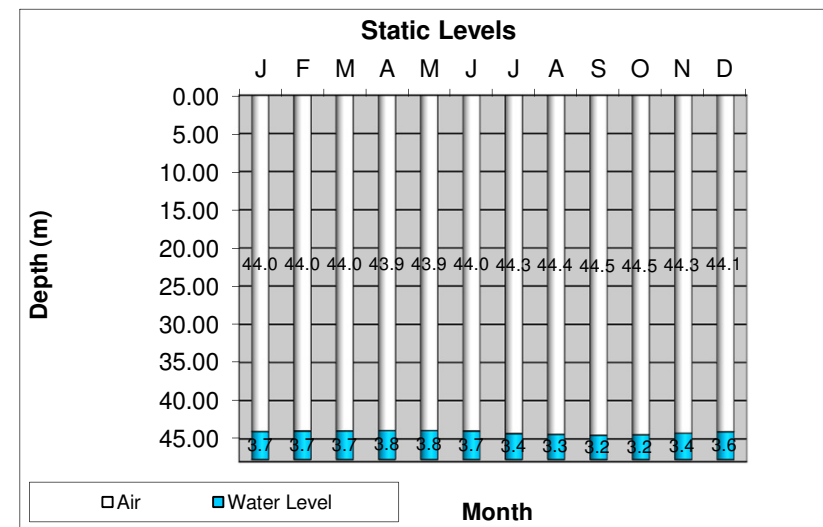 Static Levels
J F M A M J J A S O N D
0.00
5.00
10.00
15.00
20.00
25.00
30.00
35.00
40.00
45.00
Depth (m)
44.0 44.0 44.0 43.9 43.9 44.0 44.3 44.4 44.5 44.5 44.3 44.1
3.7 3.7 3.7 3.8 3.8 3.7 3.4 3.3 3.2 3.2 3.4 3.6
Air Water Level
Month